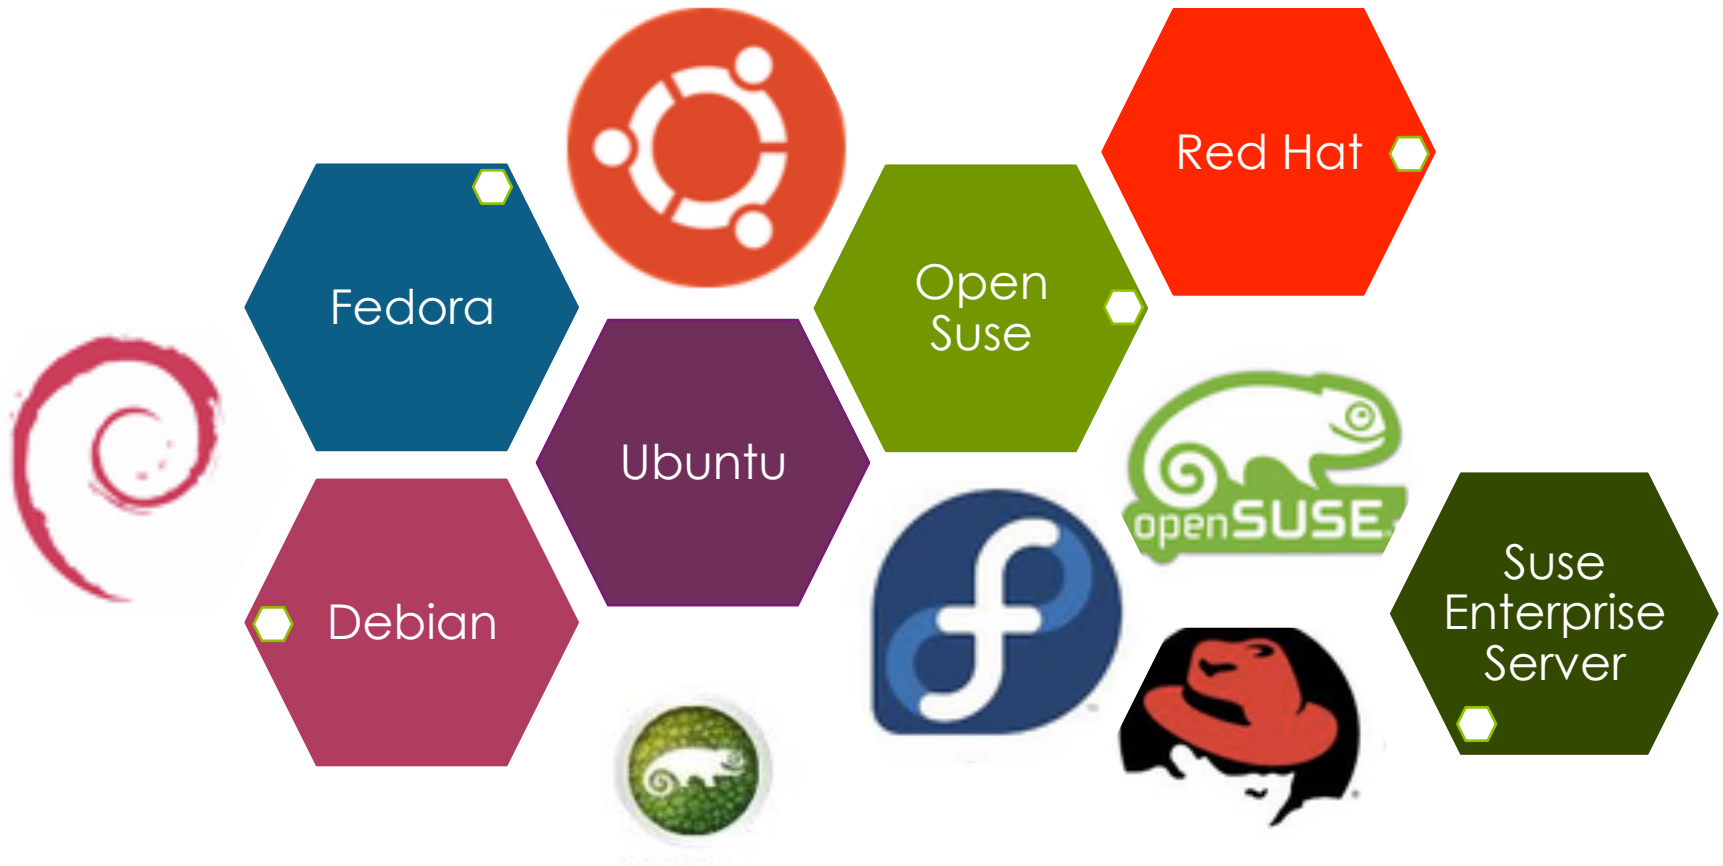 Red Hat
Fedora
Open
Suse
Ubuntu
openSUSE
Suse
Enterprise
Server
Debian